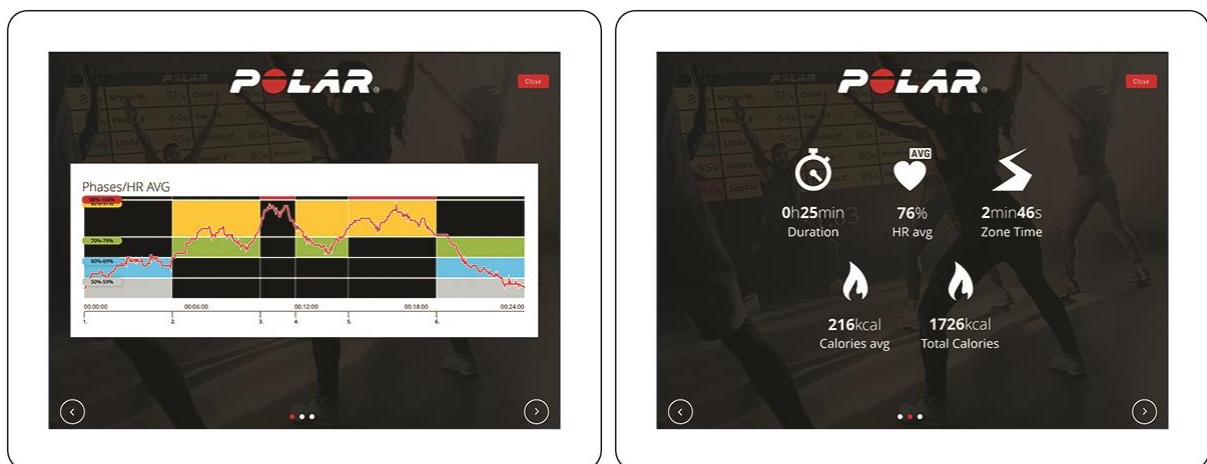 POLAR®
Close
Phases/HR AVG
90%-100%
70%-79%
60%-69%
50%-59%
00:00:00 00:06:00 00:12:00 00:18:00 00:24:00
1. 2. 3. 4. 5. 6.
POLAR®
Close
AVG
0h25min 76% 2min46s
Duration HR avg Zone Time
216kcal 1726kcal
Calories avg Total Calories